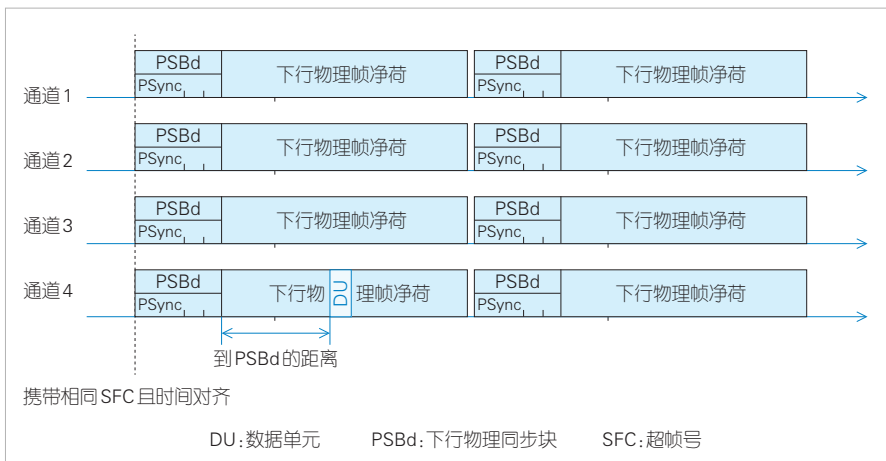 PSBd 下行物理帧净荷 PSBd 下行物理帧净荷
通道1 PSync PSync
PSBd 下行物理帧净荷 PSBd 下行物理帧净荷
通道2 PSync PSync
PSBd 下行物理帧净荷 PSBd 下行物理帧净荷
通道3 PSync PSync
PSBd 下行物 DU 理帧净荷 PSBd 下行物理帧净荷
通道4 PSync PSync
到PSBd的距离
携带相同SFC且时间对齐
DU:数据单元 PSBd:下行物理同步块 SFC:超帧号